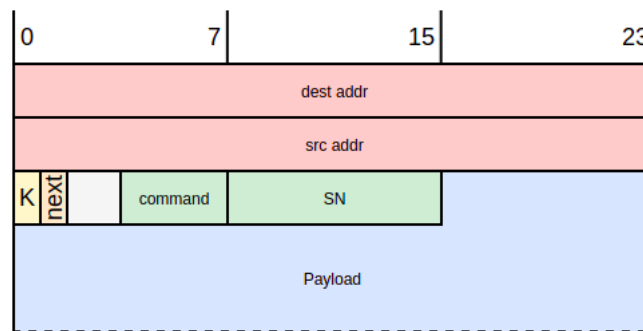 0 7 15 23
dest addr
src addr
K next command SN
Payload